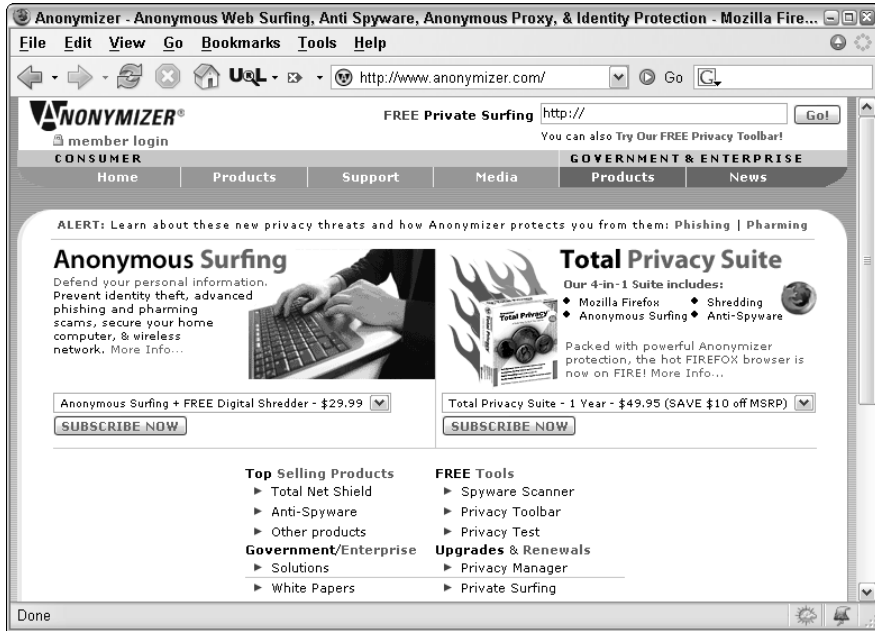 Anonymizer - Anonymous Web Surfing, Anti Spyware, Anonymous Proxy, & Identity Protection - Mozilla Fire...
File Edit View Go Bookmarks Tools Help
URL http://www.anonymizer.com/ Go G
ANONYMIZER® FREE Private Surfing http:// Go!
member login You can also Try Our FREE Privacy Toolbar!
CONSUMER GOVERNMENT & ENTERPRISE
Home Products Support Media Products News
ALERT: Learn about these new privacy threats and how Anonymizer protects you from them: Phishing | Pharming
Anonymous Surfing
Defend your personal information.
Prevent identity theft, advanced
phishing and pharming
scams, secure your home
computer, & wireless
network. More Info...
Anonymous Surfing + FREE Digital Shredder - $29.99
SUBSCRIBE NOW
Total Privacy Suite
Our 4-in-1 Suite includes:
Mozilla Firefox Shredding
Anonymous Surfing Anti-Spyware
Total Privacy
Packed with powerful Anonymizer
protection, the hot FIREFOX browser is
now on FIRE! More Info...
Total Privacy Suite - 1 Year - $49.95 (SAVE $10 off MSRP)
SUBSCRIBE NOW
Top Selling Products
Total Net Shield
Anti-Spyware
Other products
Government/Enterprise
Solutions
White Papers
FREE Tools
Spyware Scanner
Privacy Toolbar
Privacy Test
Upgrades & Renewals
Privacy Manager
Private Surfing
Done